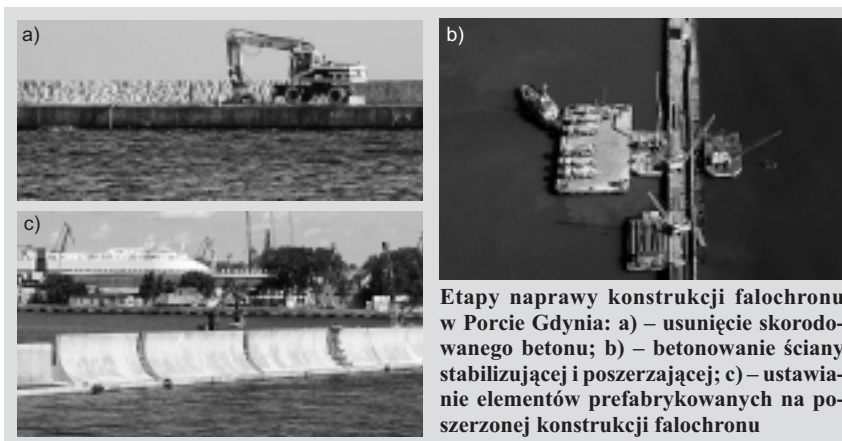 a)
b)
c)
Etapy naprawy konstrukcji falochronu
w Porcie Gdynia: a) – usunięcie skorodo-
wanego betonu; b) – betonowanie ściany
stabilizującej i poszerzającej; c) – ustawia-
nie elementów prefabrykowanych na po-
szerzonej konstrukcji falochronu